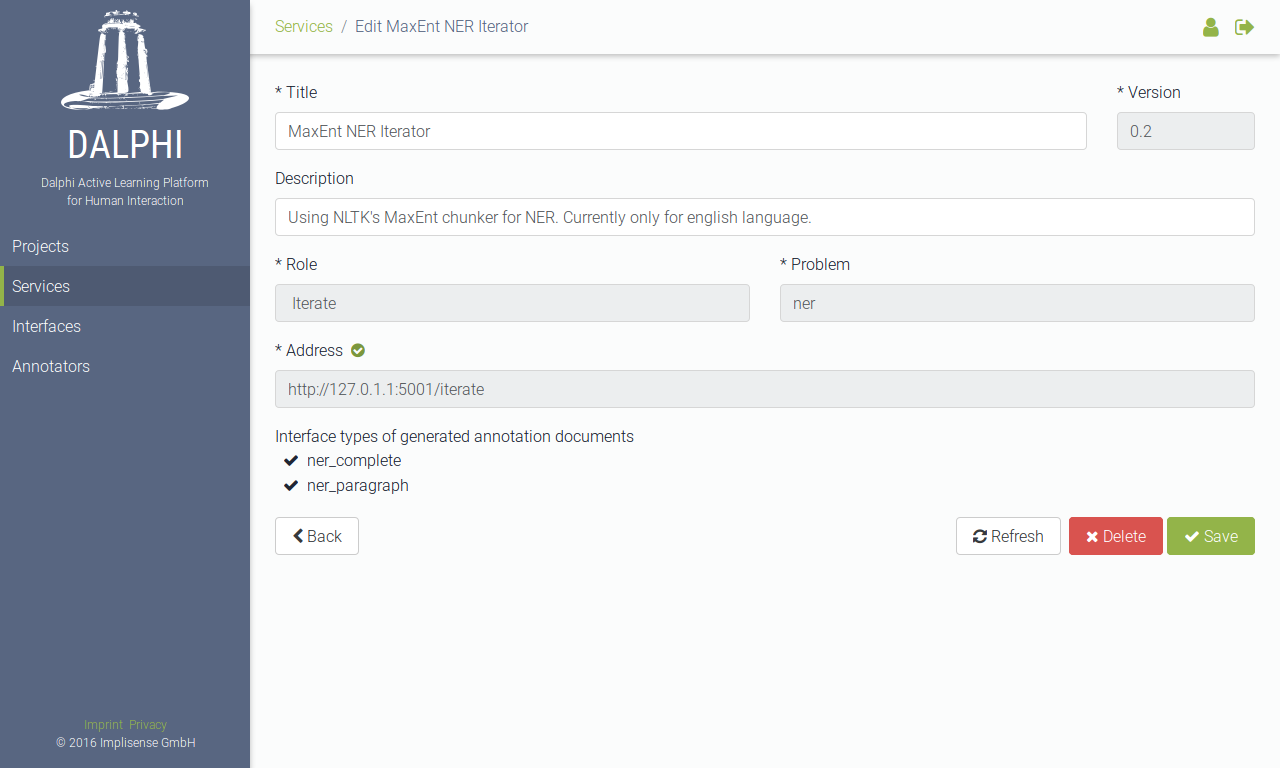 DALPHI
Dalphi Active Learning Platform
for Human Interaction
Projects
Services
Interfaces
Annotators
Imprint Privacy
© 2016 Implisense GmbH
Services / Edit MaxEnt NER Iterator
* Title
MaxEnt NER Iterator
* Version
0.2
Description
Using NLTK's MaxEnt chunker for NER. Currently only for english language.
* Role
Iterate
* Problem
ner
* Address
http://127.0.1.1:5001/iterate
Interface types of generated annotation documents
ner_complete
ner_paragraph
Back
Refresh
Delete
Save